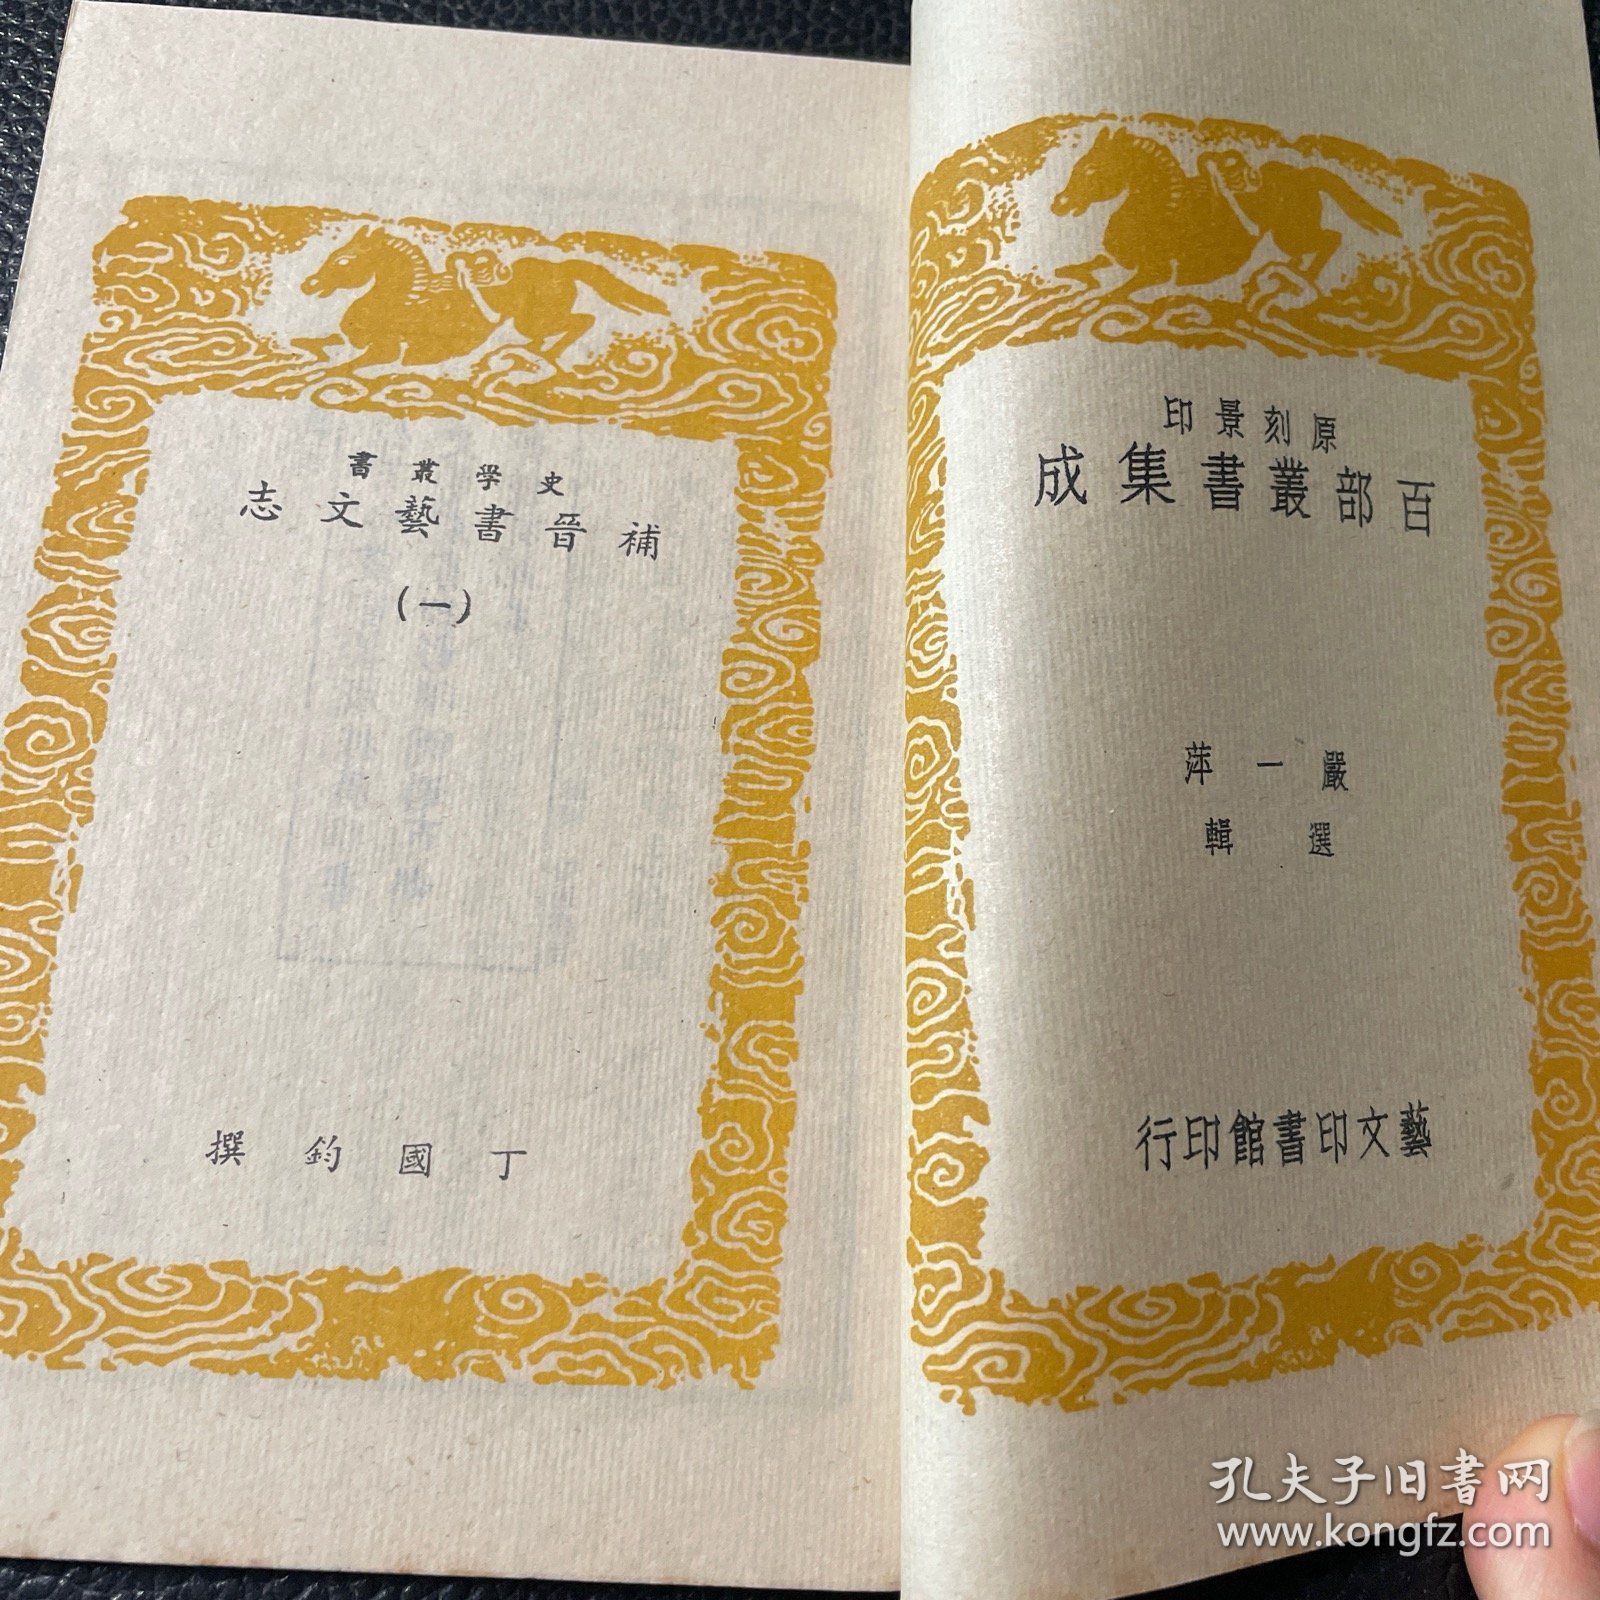 原刻景印
百部叢書集成
嚴一萍
選輯
藝文印書館印行
史學叢書
補晉書藝文志
(一)
丁國鈞撰
孔夫子旧书网
www.kongfz.com